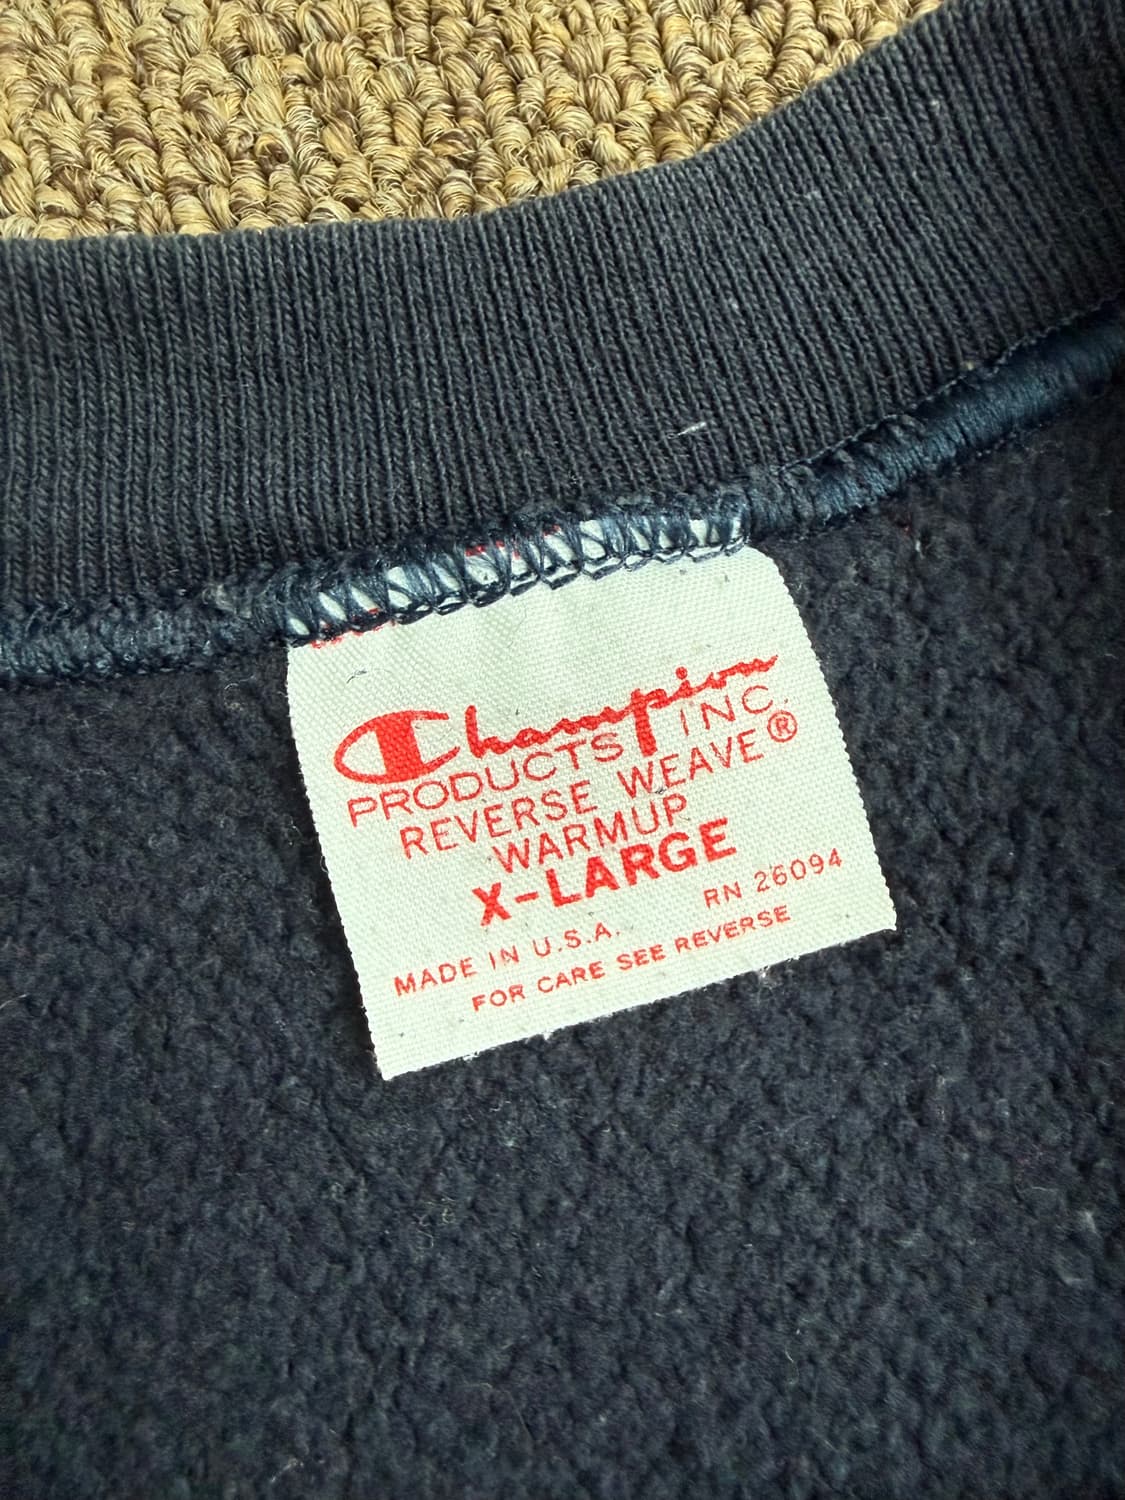 Champion
PRODUCTS INC.
REVERSE WEAVE®
WARMUP
X-LARGE
MADE IN U.S.A. RN 26094
FOR CARE SEE REVERSE